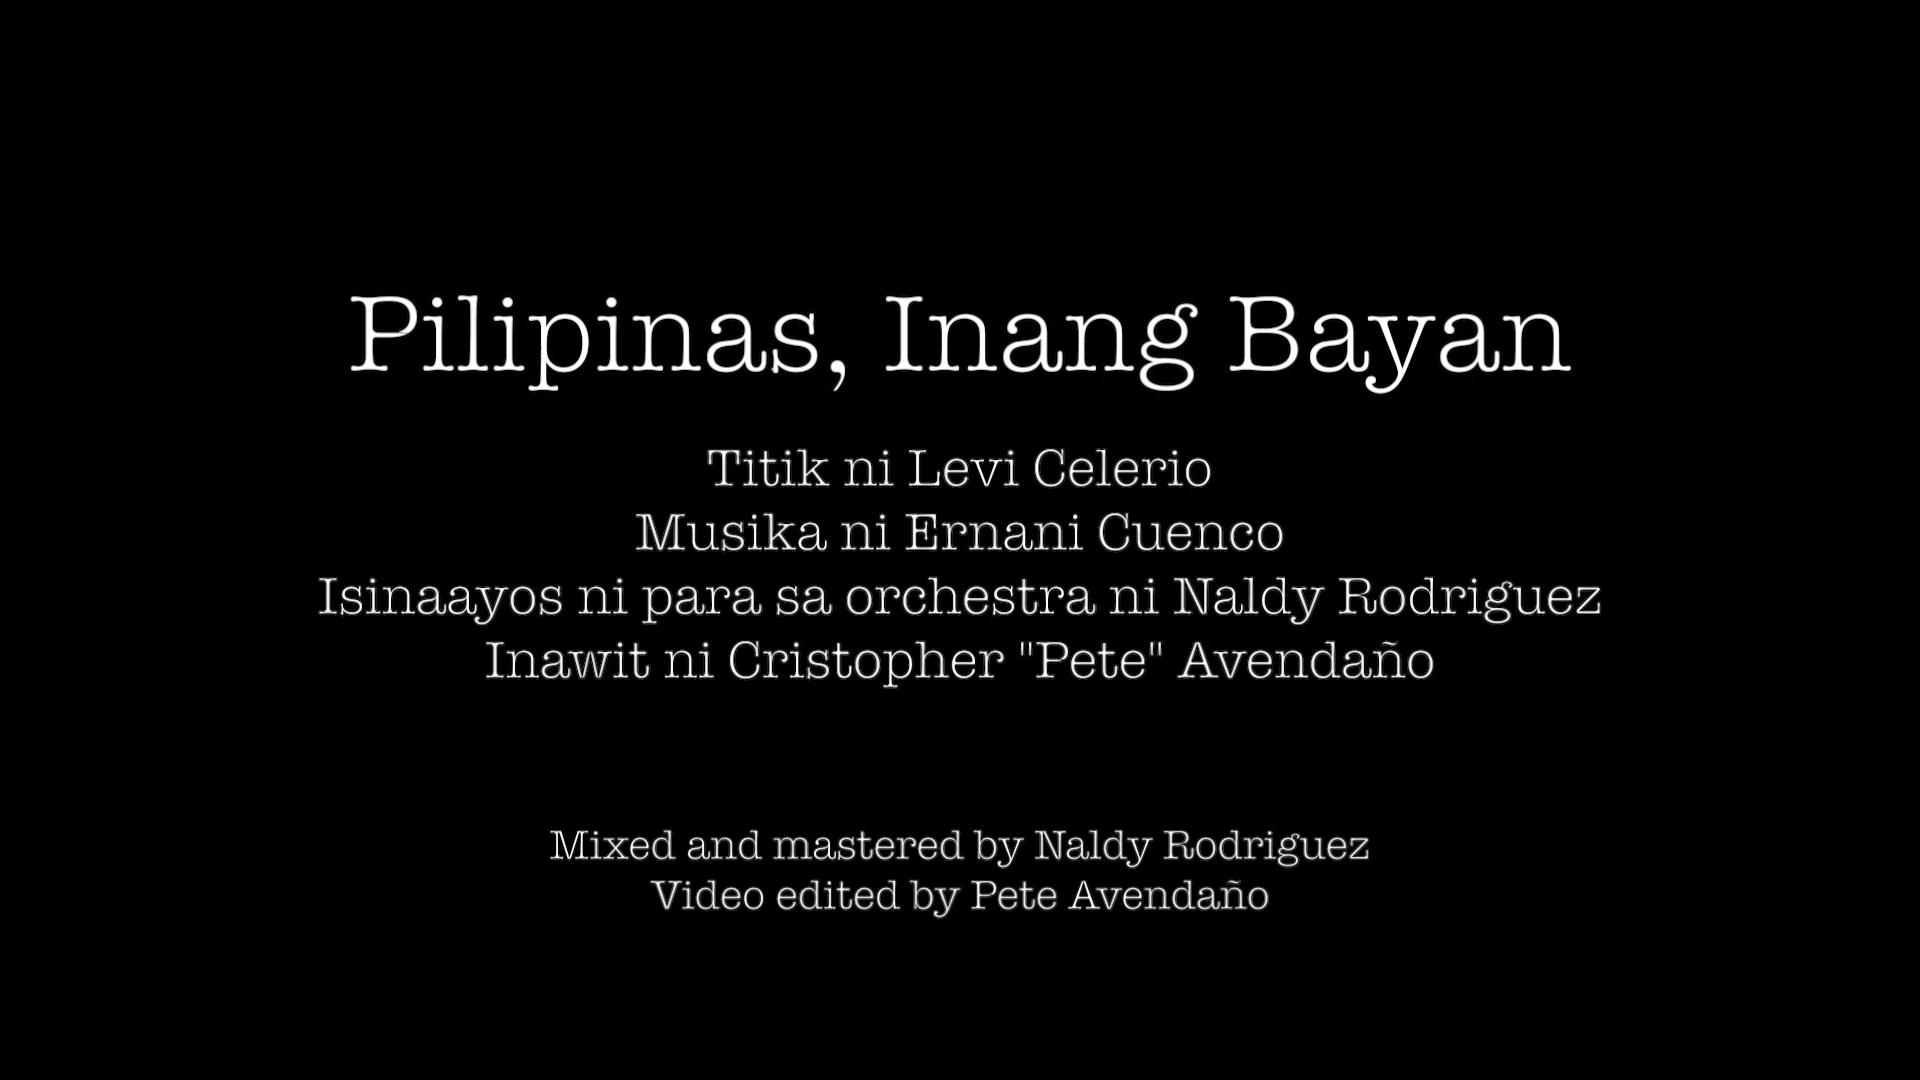 Pilipinas, Inang Bayan
Titik ni Levi Celerio
Musika ni Ernani Cuenco
Isinaayos ni para sa orchestra ni Naldy Rodriguez
Inawit ni Cristopher "Pete" Avendaño
Mixed and mastered by Naldy Rodriguez
Video edited by Pete Avendaño